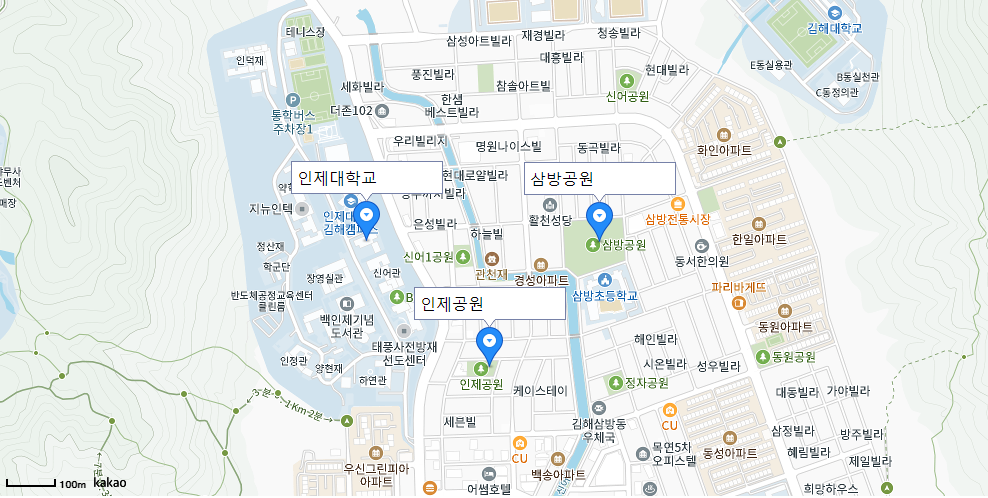 테니스장
인덕재
삼성아트빌라
재경빌라
청송빌라
김해대학교
풍진빌라
대흥빌라
현대빌라
E동실용관
B동실천관
C동정의관
세화빌라
참솔아트빌
신어공원
통학버스
주차장1
더존102
한샘
베스트빌라
우리빌리지
명원나이스빌
동곡빌라
화인아파트
인제대학교
현대로얄빌라
삼방공원
지뉴인텍
김해캠퍼스
은성빌라
하늘빌
활천성당
삼방공원
삼방전통시장
한일아파트
정산재
학군단
장영실관
신어관
신어1공원
관천재
경성아파트
삼방초등학교
동서한의원
파리바게뜨
반도체공정교육센터
클린룸
백인제기념
도서관
인제공원
태풍사전방재
선도센터
동원아파트
해인빌라
시온빌라
성우빌라
동원공원
인정관
양현재
하연관
인제공원
케이스테이
정자공원
대동빌라
가야빌라
1Km·2분
세븐빌
김해삼방동
우체국
CU
CU
목연5차
오피스텔
동성아파트
삼정빌라
혜림빌라
방주빌라
제일빌라
우신그린피아
아파트
어썸호텔
백송아파트
희망하우스
100m
kakao